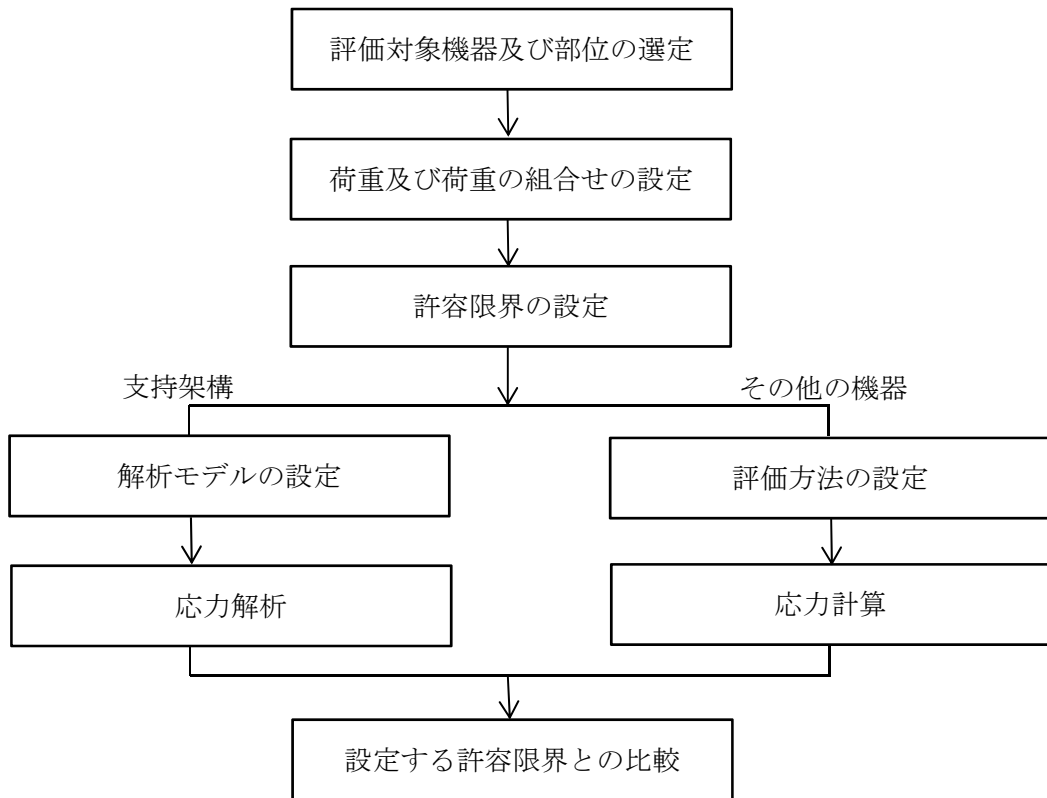 評価対象機器及び部位の選定
荷重及び荷重の組合せの設定
許容限界の設定
支持架構
その他の機器
解析モデルの設定
評価方法の設定
応力解析
応力計算
設定する許容限界との比較